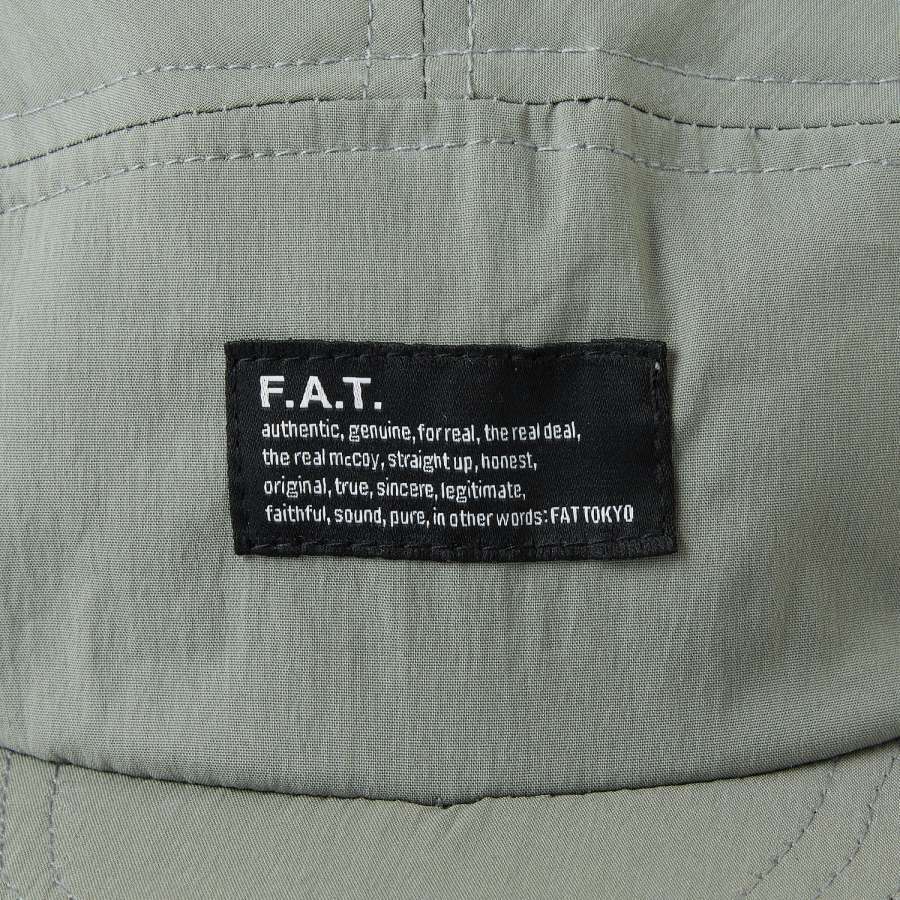 F.A.T.
authentic, genuine, for real, the real deal,
the real McCoy, straight up, honest,
original, true, sincere, legitimate,
faithful, sound, pure, in other words: FAT TOKYO